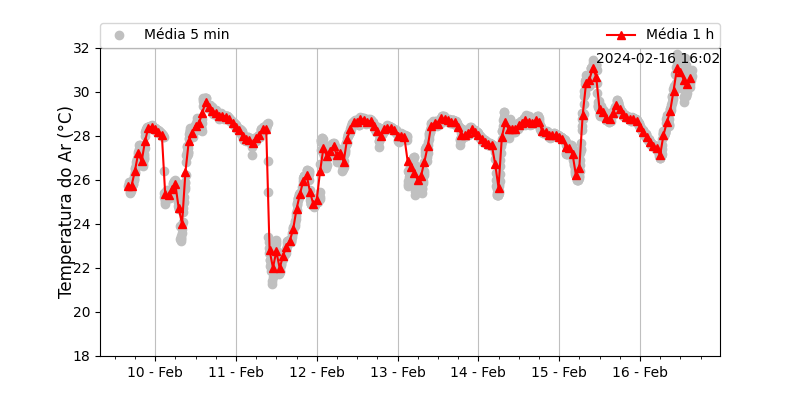 Média 5 min
Média 1 h
2024-02-16 16:02
Temperatura do Ar (°C)
32
30
28
26
24
22
20
18
10 - Feb
11 - Feb
12 - Feb
13 - Feb
14 - Feb
15 - Feb
16 - Feb